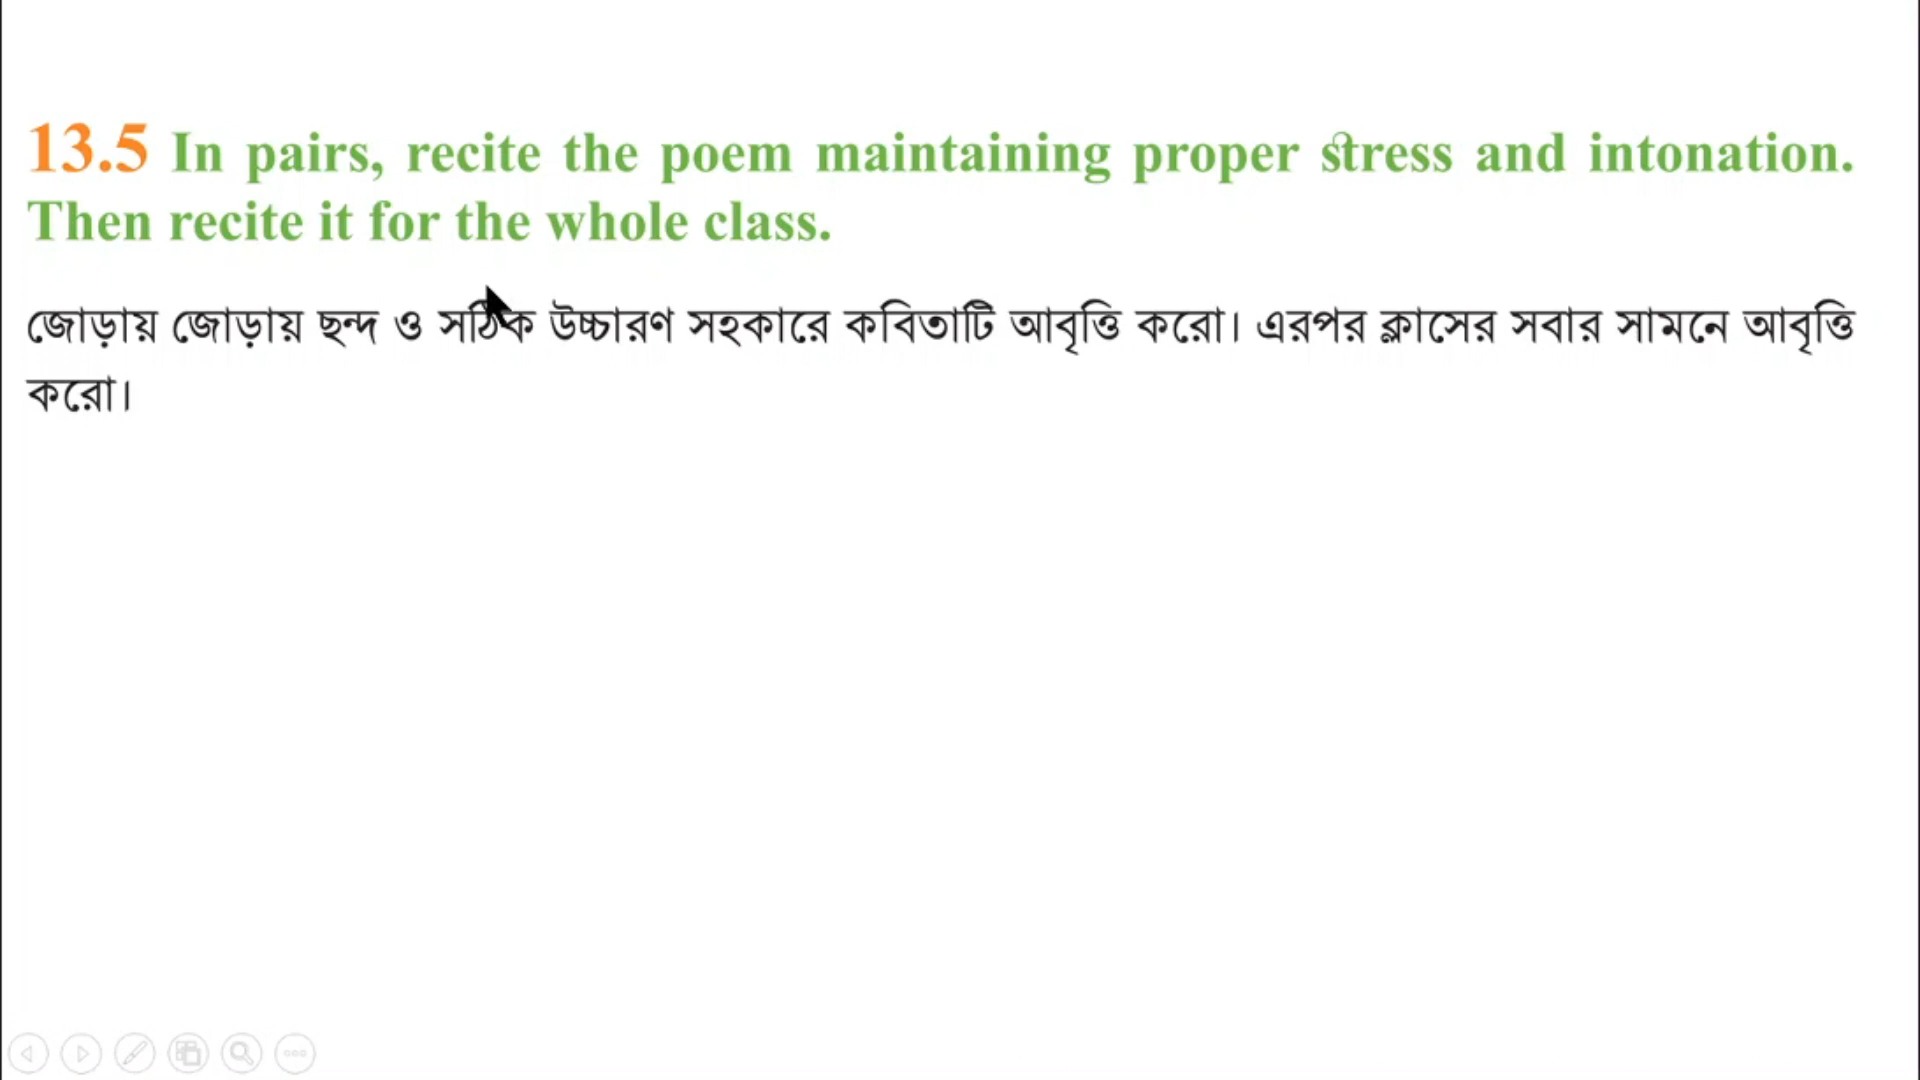 13.5 In pairs, recite the poem maintaining proper stress and intonation.
Then recite it for the whole class.
জোড়ায় জোড়ায় ছন্দ ও সঠিক উচ্চারণ সহকারে কবিতাটি আবৃত্তি করো। এরপর ক্লাসের সবার সামনে আবৃত্তি
করো।